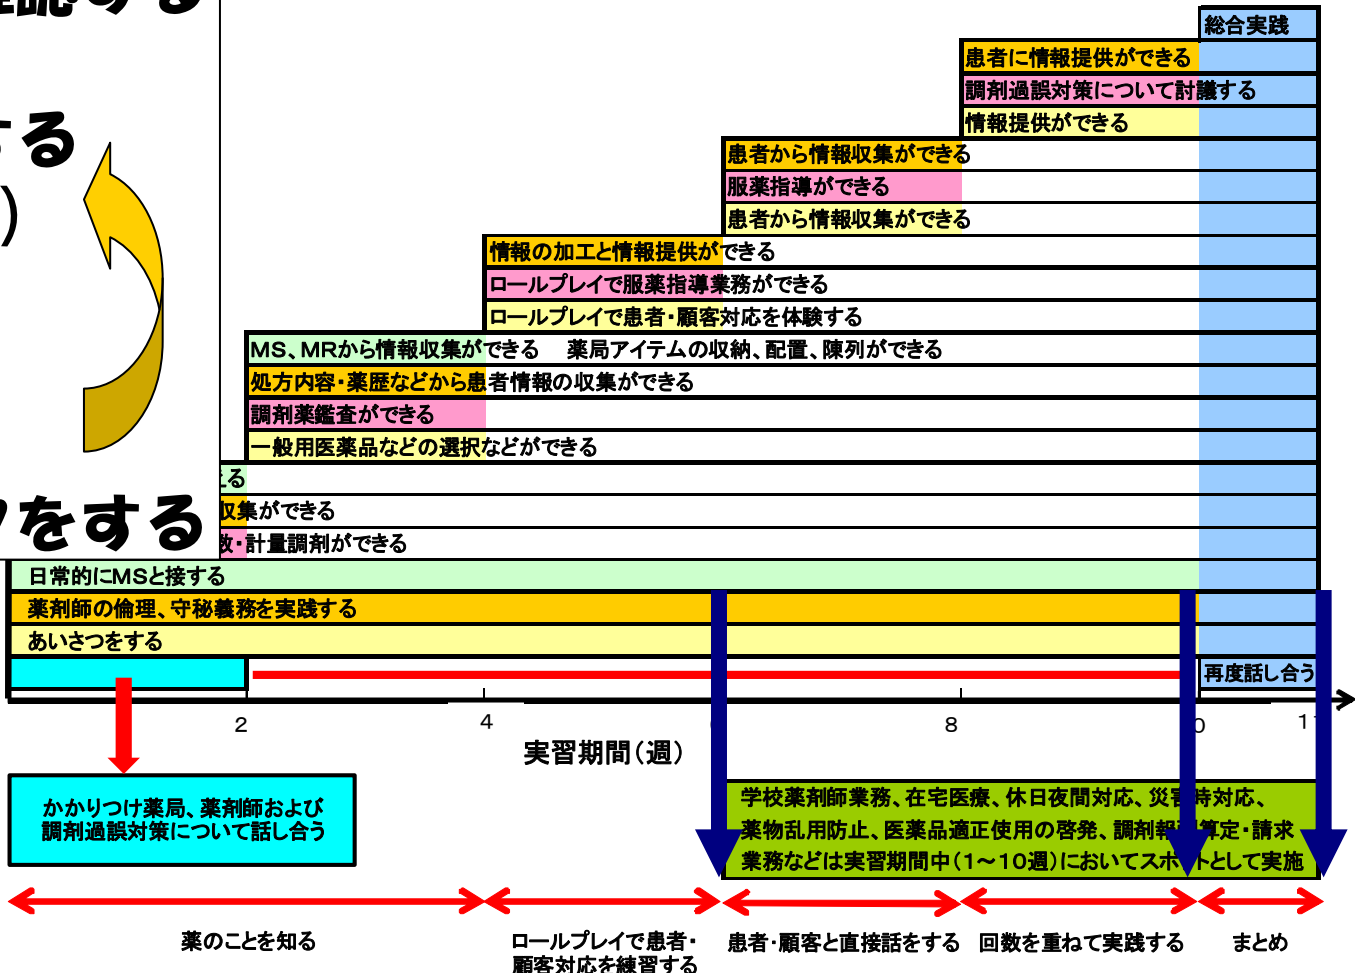 認する
する
)
をする
総合実践
患者に情報提供ができる
調剤過誤対策について討議する
情報提供ができる
患者から情報収集ができる
服薬指導ができる
患者から情報収集ができる
情報の加工と情報提供ができる
ロールプレイで服薬指導業務ができる
ロールプレイで患者・顧客対応を体験する
MS、MRから情報収集ができる 薬局アイテムの収納、配置、陳列ができる
処方内容・薬歴などから患者情報の収集ができる
調剤薬鑑査ができる
一般用医薬品などの選択などができる
る
収集ができる
数・計量調剤ができる
日常的にMSと接する
薬剤師の倫理、守秘義務を実践する
あいさつをする
再度話し合う
2 4 8 0 1
実習期間(週)
かかりつけ薬局、薬剤師および
調剤過誤対策について話し合う
学校薬剤師業務、在宅医療、休日夜間対応、災害時対応、
薬物乱用防止、医薬品適正使用の啓発、調剤報 算定・請求
業務などは実習期間中(1~10週)においてスポットとして実施
薬のことを知る
ロールプレイで患者・
顧客対応を練習する
患者・顧客と直接話をする
回数を重ねて実践する
まとめ